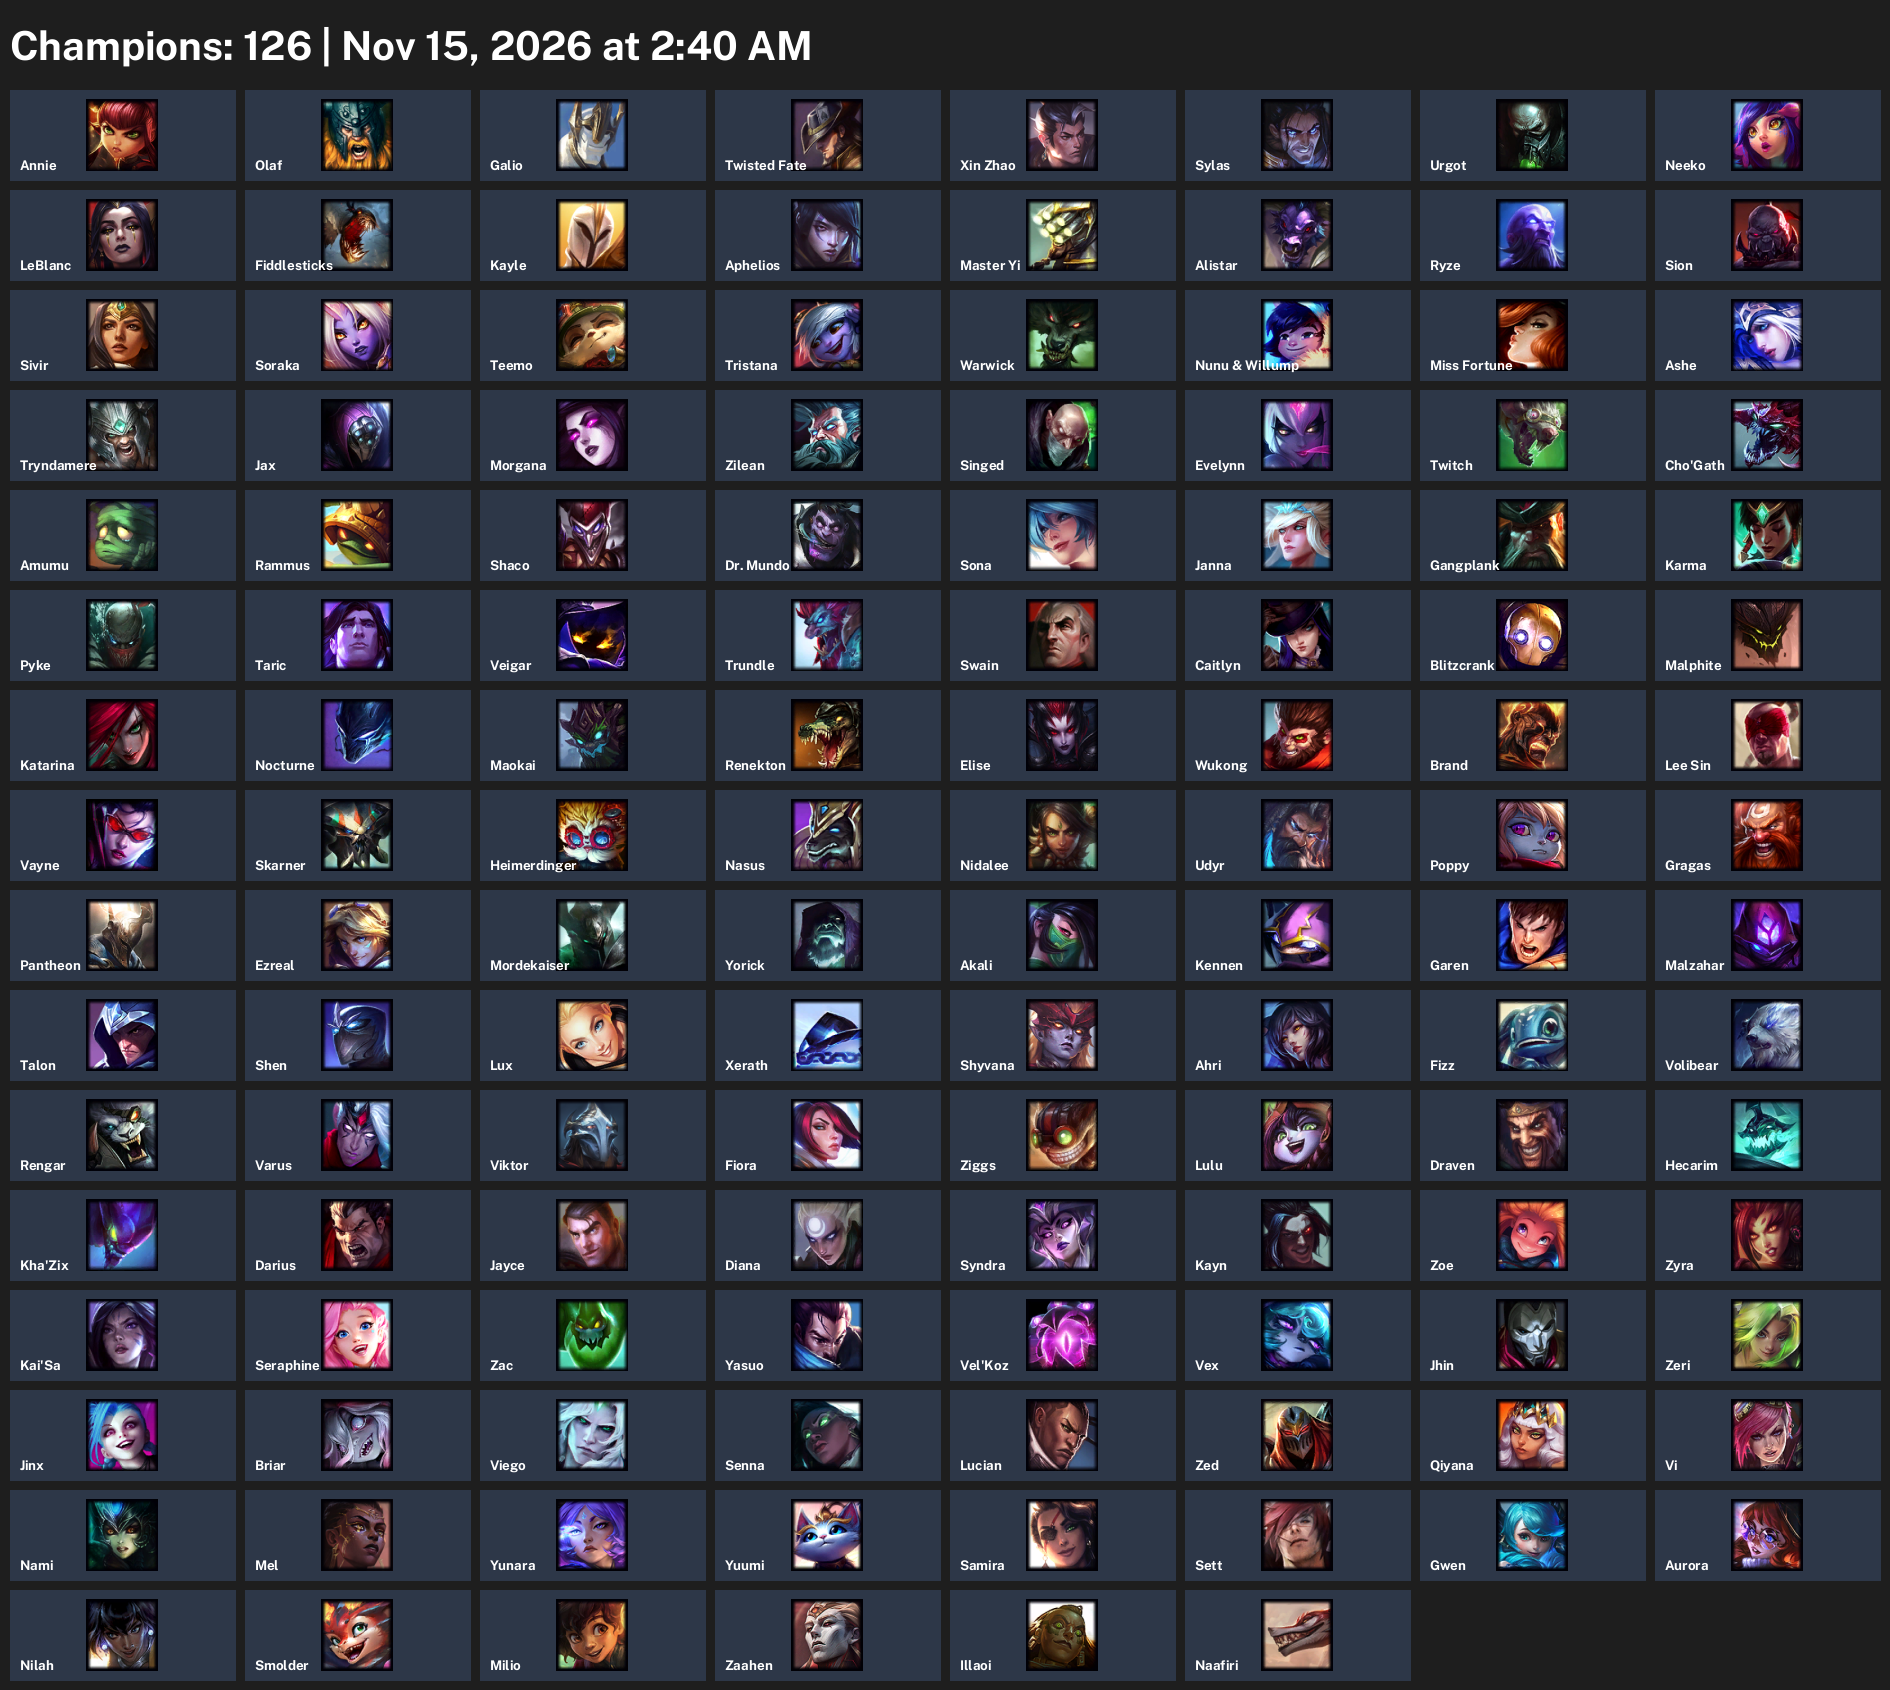 Champions: 126 | Nov 15, 2026 at 2:40 AM
Annie Olaf Galio Twisted Fate Xin Zhao Sylas Urgot Neeko
LeBlanc Fiddlesticks Kayle Aphelios Master Yi Alistar Ryze Sion
Sivir Soraka Teemo Tristana Warwick Nunu & Willump Miss Fortune Ashe
Tryndamere Jax Morgana Zilean Singed Evelynn Twitch Cho'Gath
Amumu Rammus Shaco Dr. Mundo Sona Janna Gangplank Karma
Pyke Taric Veigar Trundle Swain Caitlyn Blitzcrank Malphite
Katarina Nocturne Maokai Renekton Elise Wukong Brand Lee Sin
Vayne Skarner Heimerdinger Nasus Nidalee Udyr Poppy Gragas
Pantheon Ezreal Mordekaiser Yorick Akali Kennen Garen Malzahar
Talon Shen Lux Xerath Shyvana Ahri Fizz Volibear
Rengar Varus Viktor Fiora Ziggs Lulu Draven Hecarim
Kha'Zix Darius Jayce Diana Syndra Kayn Zoe Zyra
Kai'Sa Seraphine Zac Yasuo Vel'Koz Vex Jhin Zeri
Jinx Briar Viego Senna Lucian Zed Qiyana Vi
Nami Mel Yunara Yuumi Samira Sett Gwen Aurora
Nilah Smolder Milio Zaahen Illaoi Naafiri